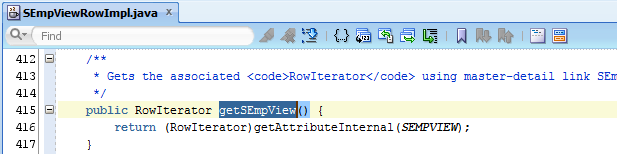 SEmpViewRowImpl.java
Find
412 /**
413 * Gets the associated <code>RowIterator</code> using master-detail link SEm
414 */
415 public RowIterator getSEmpView() {
416 return (RowIterator)getAttributeInternal(SEMPVIEW);
417 }